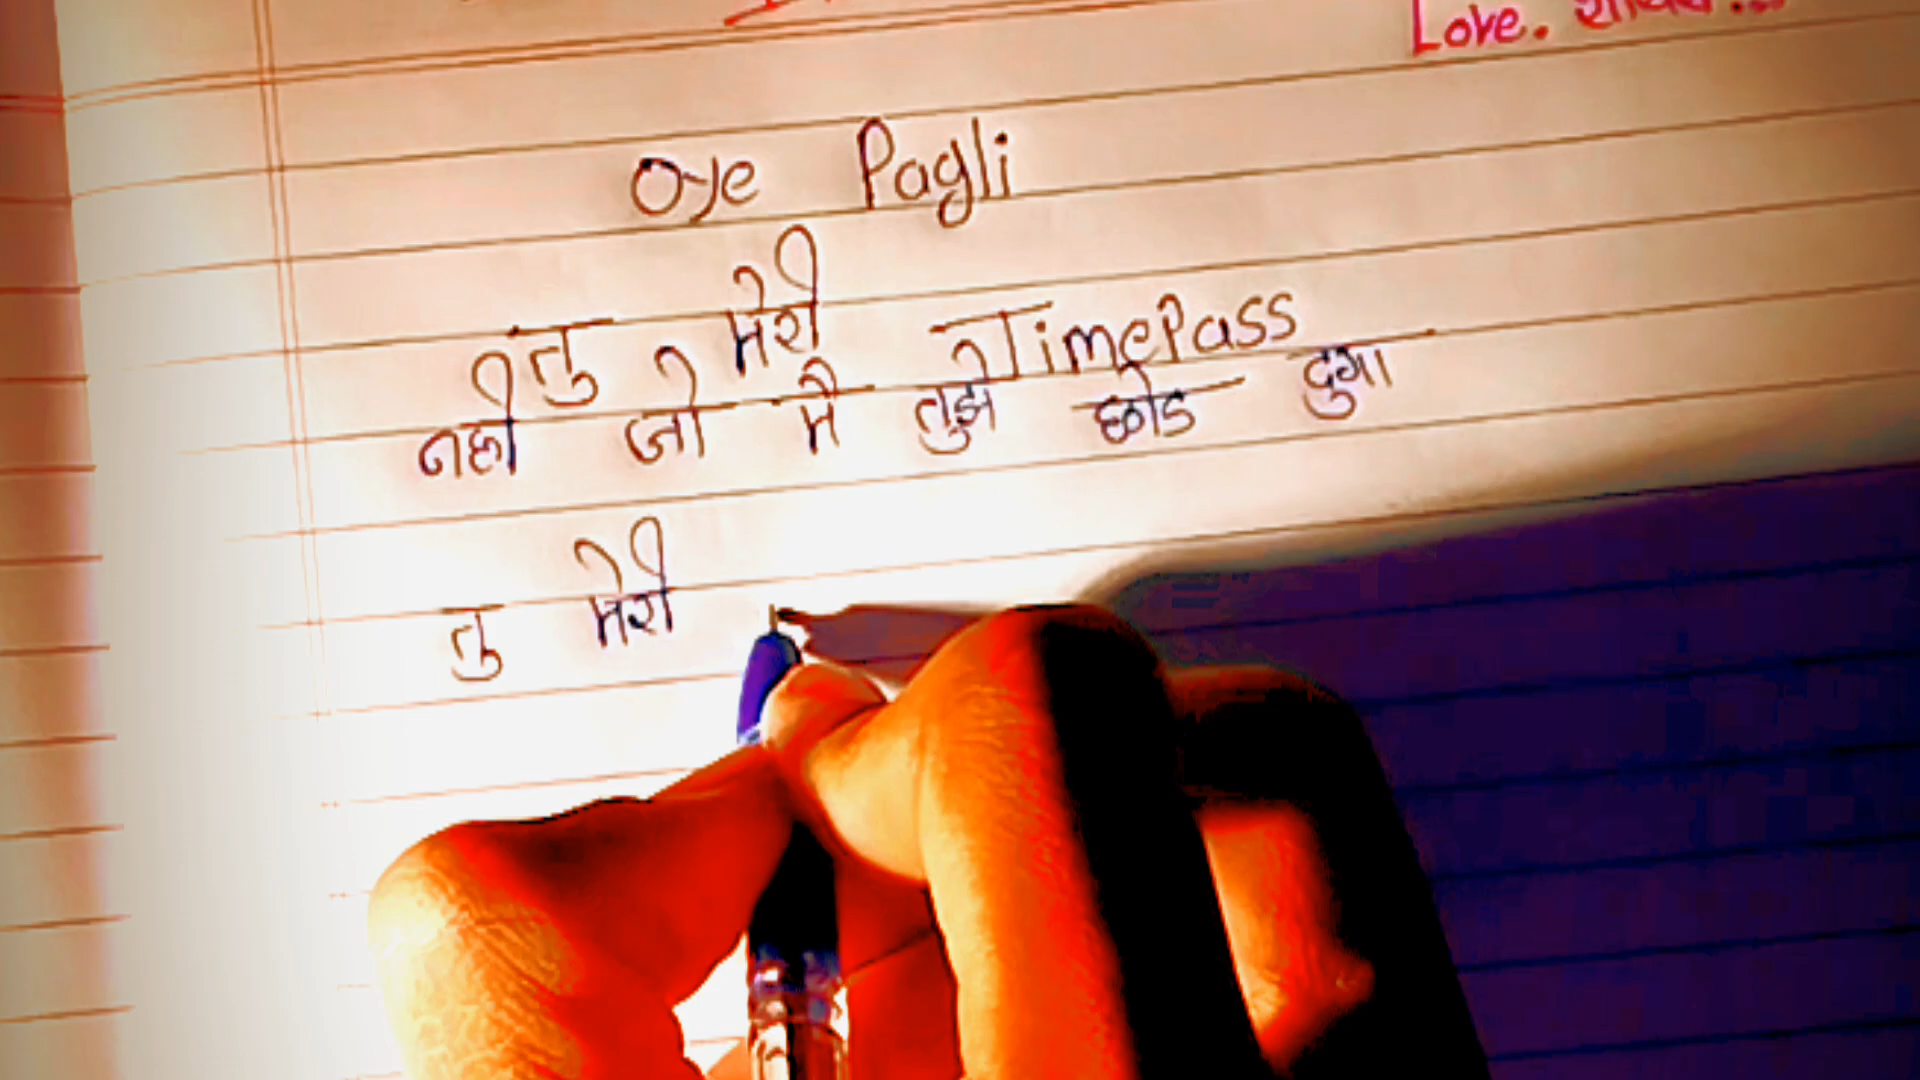 Love.
Oye Pagli
तु मेरी Timepass
नही जो मै तुझे छोड दुगा
तु मेरी